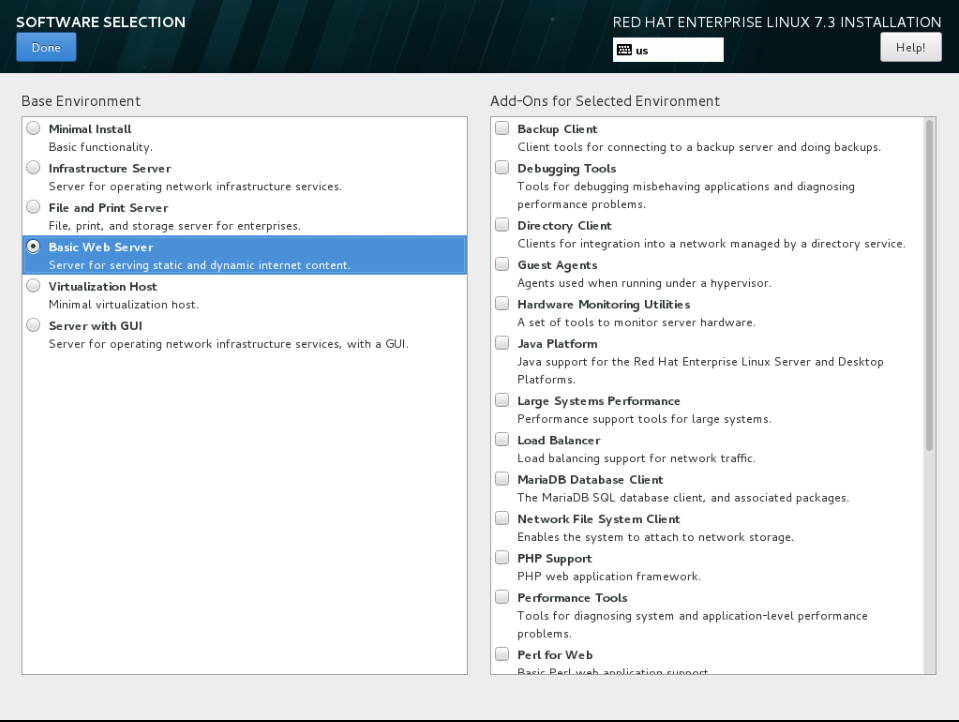 SOFTWARE SELECTION
Done
RED HAT ENTERPRISE LINUX 7.3 INSTALLATION
us
Help!
Base Environment
Minimal Install
Basic functionality.
Infrastructure Server
Server for operating network infrastructure services.
File and Print Server
File, print, and storage server for enterprises.
Basic Web Server
Server for serving static and dynamic internet content.
Virtualization Host
Minimal virtualization host.
Server with GUI
Server for operating network infrastructure services, with a GUI.
Add-Ons for Selected Environment
Backup Client
Client tools for connecting to a backup server and doing backups.
Debugging Tools
Tools for debugging misbehaving applications and diagnosing
performance problems.
Directory Client
Clients for integration into a network managed by a directory service.
Guest Agents
Agents used when running under a hypervisor.
Hardware Monitoring Utilities
A set of tools to monitor server hardware.
Java Platform
Java support for the Red Hat Enterprise Linux Server and Desktop
Platforms.
Large Systems Performance
Performance support tools for large systems.
Load Balancer
Load balancing support for network traffic.
MariaDB Database Client
The MariaDB SQL database client, and associated packages.
Network File System Client
Enables the system to attach to network storage.
PHP Support
PHP web application framework.
Performance Tools
Tools for diagnosing system and application-level performance
problems.
Perl for Web
Basic Perl web application support.